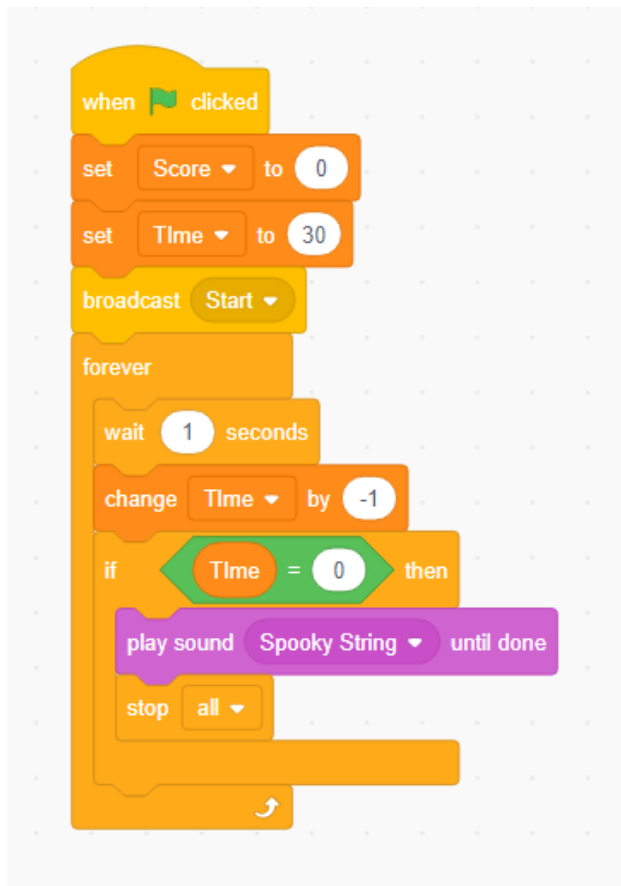 when clicked
set Score to 0
set TIme to 30
broadcast Start
forever
wait 1 seconds
change TIme by -1
if TIme = 0 then
play sound Spooky String until done
stop all